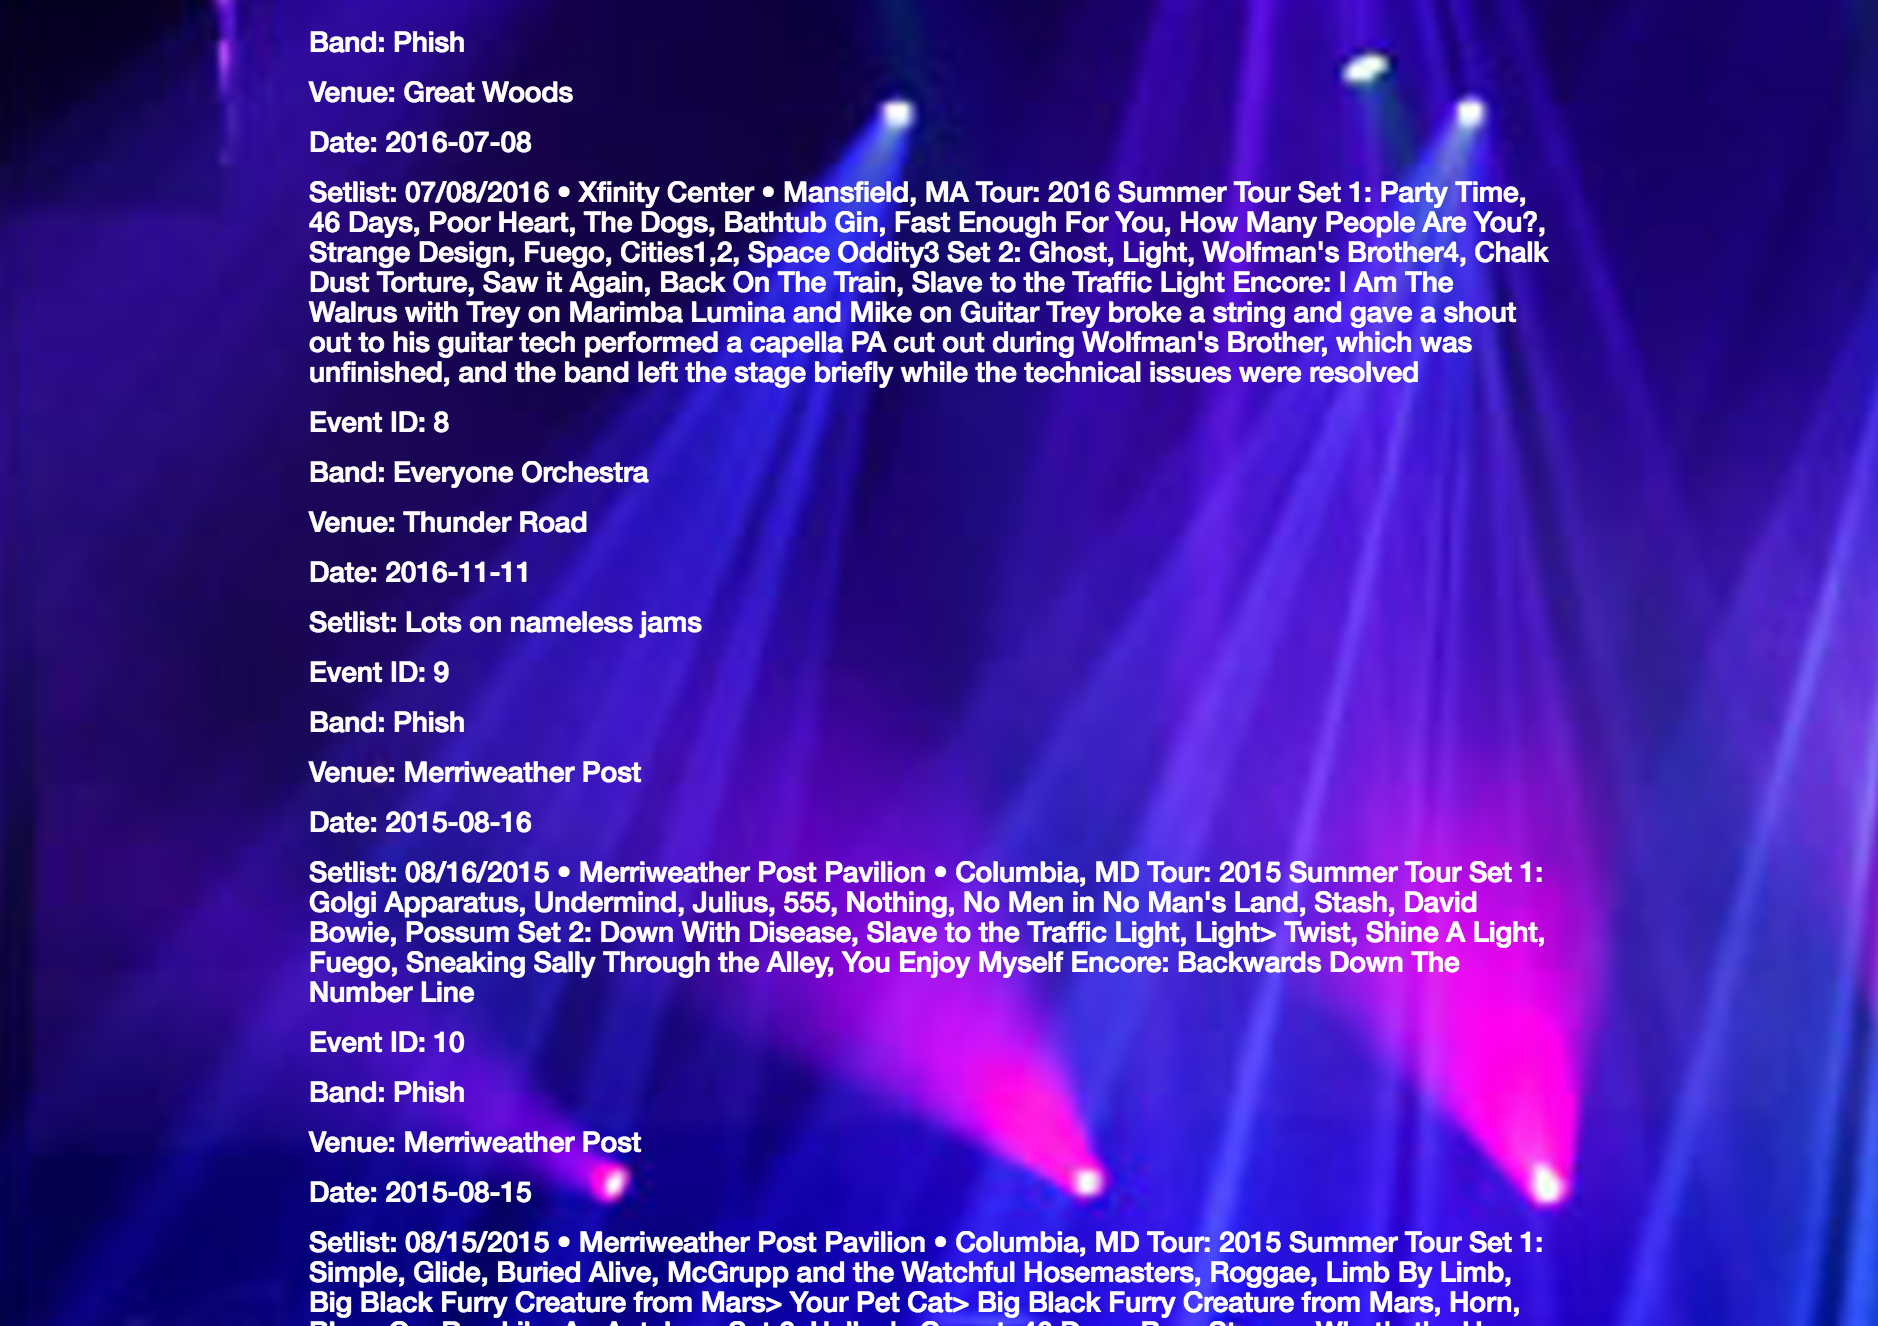 Band: Phish
Venue: Great Woods
Date: 2016-07-08
Setlist: 07/08/2016 • Xfinity Center • Mansfield, MA Tour: 2016 Summer Tour Set 1: Party Time,
46 Days, Poor Heart, The Dogs, Bathtub Gin, Fast Enough For You, How Many People Are You?,
Strange Design, Fuego, Cities1,2, Space Oddity3 Set 2: Ghost, Light, Wolfman's Brother4, Chalk
Dust Torture, Saw it Again, Back On The Train, Slave to the Traffic Light Encore: I Am The
Walrus with Trey on Marimba Lumina and Mike on Guitar Trey broke a string and gave a shout
out to his guitar tech performed a capella PA cut out during Wolfman's Brother, which was
unfinished, and the band left the stage briefly while the technical issues were resolved
Event ID: 8
Band: Everyone Orchestra
Venue: Thunder Road
Date: 2016-11-11
Setlist: Lots on nameless jams
Event ID: 9
Band: Phish
Venue: Merriweather Post
Date: 2015-08-16
Setlist: 08/16/2015 • Merriweather Post Pavilion • Columbia, MD Tour: 2015 Summer Tour Set 1:
Golgi Apparatus, Undermind, Julius, 555, Nothing, No Men in No Man's Land, Stash, David
Bowie, Possum Set 2: Down With Disease, Slave to the Traffic Light, Light> Twist, Shine A Light,
Fuego, Sneaking Sally Through the Alley, You Enjoy Myself Encore: Backwards Down The
Number Line
Event ID: 10
Band: Phish
Venue: Merriweather Post
Date: 2015-08-15
Setlist: 08/15/2015 • Merriweather Post Pavilion • Columbia, MD Tour: 2015 Summer Tour Set 1:
Simple, Glide, Buried Alive, McGrupp and the Watchful Hosemasters, Roggae, Limb By Limb,
Big Black Furry Creature from Mars> Your Pet Cat> Big Black Furry Creature from Mars, Horn,